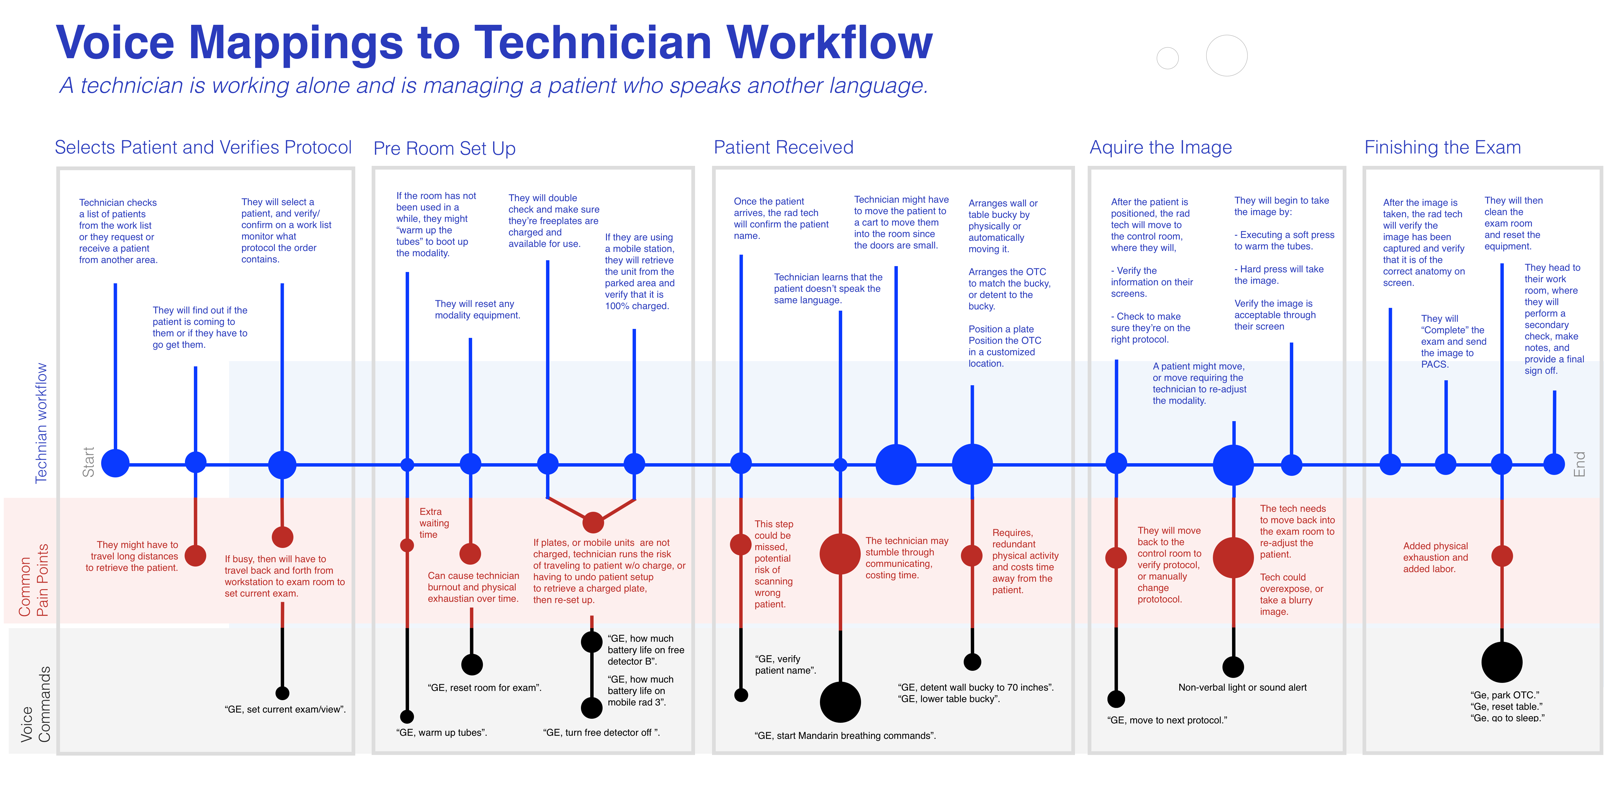 Voice Mappings to Technician Workflow
A technician is working alone and is managing a patient who speaks another language.
Selects Patient and Verifies Protocol
Technician checks
a list of patients
from the work list
or they request or
receive a patient
from another area.
They will find out if the
patient is coming to
them or if they have to
go get them.
They will select a
patient, and verify/
confirm on a work list
monitor what
protocol the order
contains.
Pre Room Set Up
If the room has not
been used in a
while, they might
“warm up the
tubes” to boot up
the modality.
They will reset any
modality equipment.
They will double
check and make sure
they’re freeplates are
charged and
available for use.
If they are using
a mobile station,
they will retrieve
the unit from the
parked area and
verify that it is
100% charged.
Patient Received
Once the patient
arrives, the rad tech
will confirm the patient
name.
Technician learns that the
patient doesn’t speak the
same language.
Technician might have
to move the patient to
a cart to move them
into the room since
the doors are small.
Arranges wall or
table bucky by
physically or
automatically
moving it.
Arranges the OTC
to match the bucky,
or detent to the
bucky.
Position a plate
Position the OTC
in a customized
location.
Aquire the Image
After the patient is
positioned, the rad
tech will move to
the control room,
where they will,
- Verify the
information on their
screens.
- Check to make
sure they’re on the
right protocol.
A patient might move,
or move requiring the
technician to re-adjust
the modality.
They will begin to take
the image by:
- Executing a soft press
to warm the tubes.
- Hard press will take
the image.
Verify the image is
acceptable through
their screen
Finishing the Exam
After the image is
taken, the rad tech
will verify the
image has been
captured and verify
that it is of the
correct anatomy on
screen.
They will
“Complete” the
exam and send
the image to
PACS.
They will then
clean the
exam room
and reset the
equipment.
They head to
their work
room, where
they will
perform a
secondary
check, make
notes, and
provide a final
sign off.
Technian workflow
Start
End
Common
Pain Points
They might have to
travel long distances
to retrieve the patient.
If busy, then will have to
travel back and forth from
workstation to exam room to
set current exam.
Extra
waiting
time
Can cause technician
burnout and physical
exhaustian over time.
If plates, or mobile units are not
charged, technician runs the risk
of traveling to patient w/o charge, or
having to undo patient setup
to retrieve a charged plate,
then re-set up.
This step
could be
missed,
potential
risk of
scanning
wrong
patient.
The technician may
stumble through
communicating,
costing time.
Requires,
redundant
physical activity
and costs time
away from the
patient.
They will move
back to the
control room to
verify protocol,
or manually
change
prototocol.
The tech needs
to move back into
the exam room to
re-adjust the
patient.
Tech could
overexpose, or
take a blurry
image.
Added physical
exhaustion and
added labor.
Voice
Commands
“GE, set current exam/view”.
“GE, warm up tubes”.
“GE, reset room for exam”.
“GE, how much
battery life on free
detector B”.
“GE, how much
battery life on
mobile rad 3”.
“GE, turn free detector off ”.
“GE, verify
patient name”.
“GE, start Mandarin breathing commands”.
“GE, detent wall bucky to 70 inches”.
“GE, lower table bucky”.
“GE, move to next protocol.”
Non-verbal light or sound alert
“Ge, park OTC.”
“Ge, reset table.”
“Ge, go to sleep.”